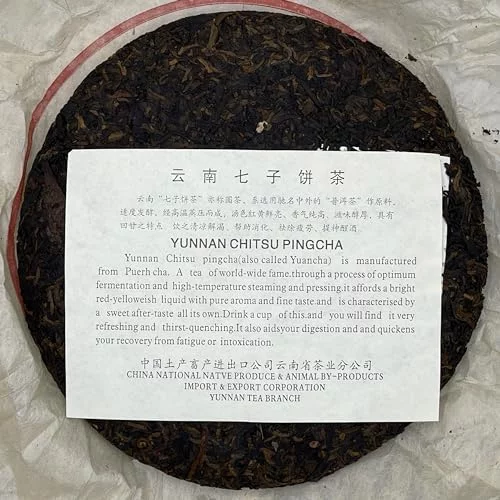 云南七子饼茶
云南“七子饼茶”亦称圆茶，系选用驰名中外的“普洱茶”作原料，
适度发酵，经高温蒸压而成，汤色红黄鲜亮，香气纯高，滋味醇厚，具有
回甘之特点，饮之清凉解渴，帮助消化，祛除疲劳，提神醒酒。
YUNNAN CHITSU PINGCHA
Yunnan Chitsu pingcha(also called Yuancha) is manufactured
from Puerh cha. A tea of world-wide fame.through a process of optimum
fermentation and high-temperature steaming and pressing.it affords a bright
red-yelloweish liquid with pure aroma and fine taste.and is characterised by
a sweet after-taste all its own.Drink a cup of this.and you will find it very
refreshing and thirst-quenching.It also aidsyour digestion and and quickens
your recovery from fatigue or intoxication.
中国土产畜产进出口公司云南省茶业分公司
CHINA NATIONAL NATVE PRODUCE & ANIMAL BY-PRODUCTS
IMPORT & EXPORT CORPORATION
YUNNAN TEA BRANCH